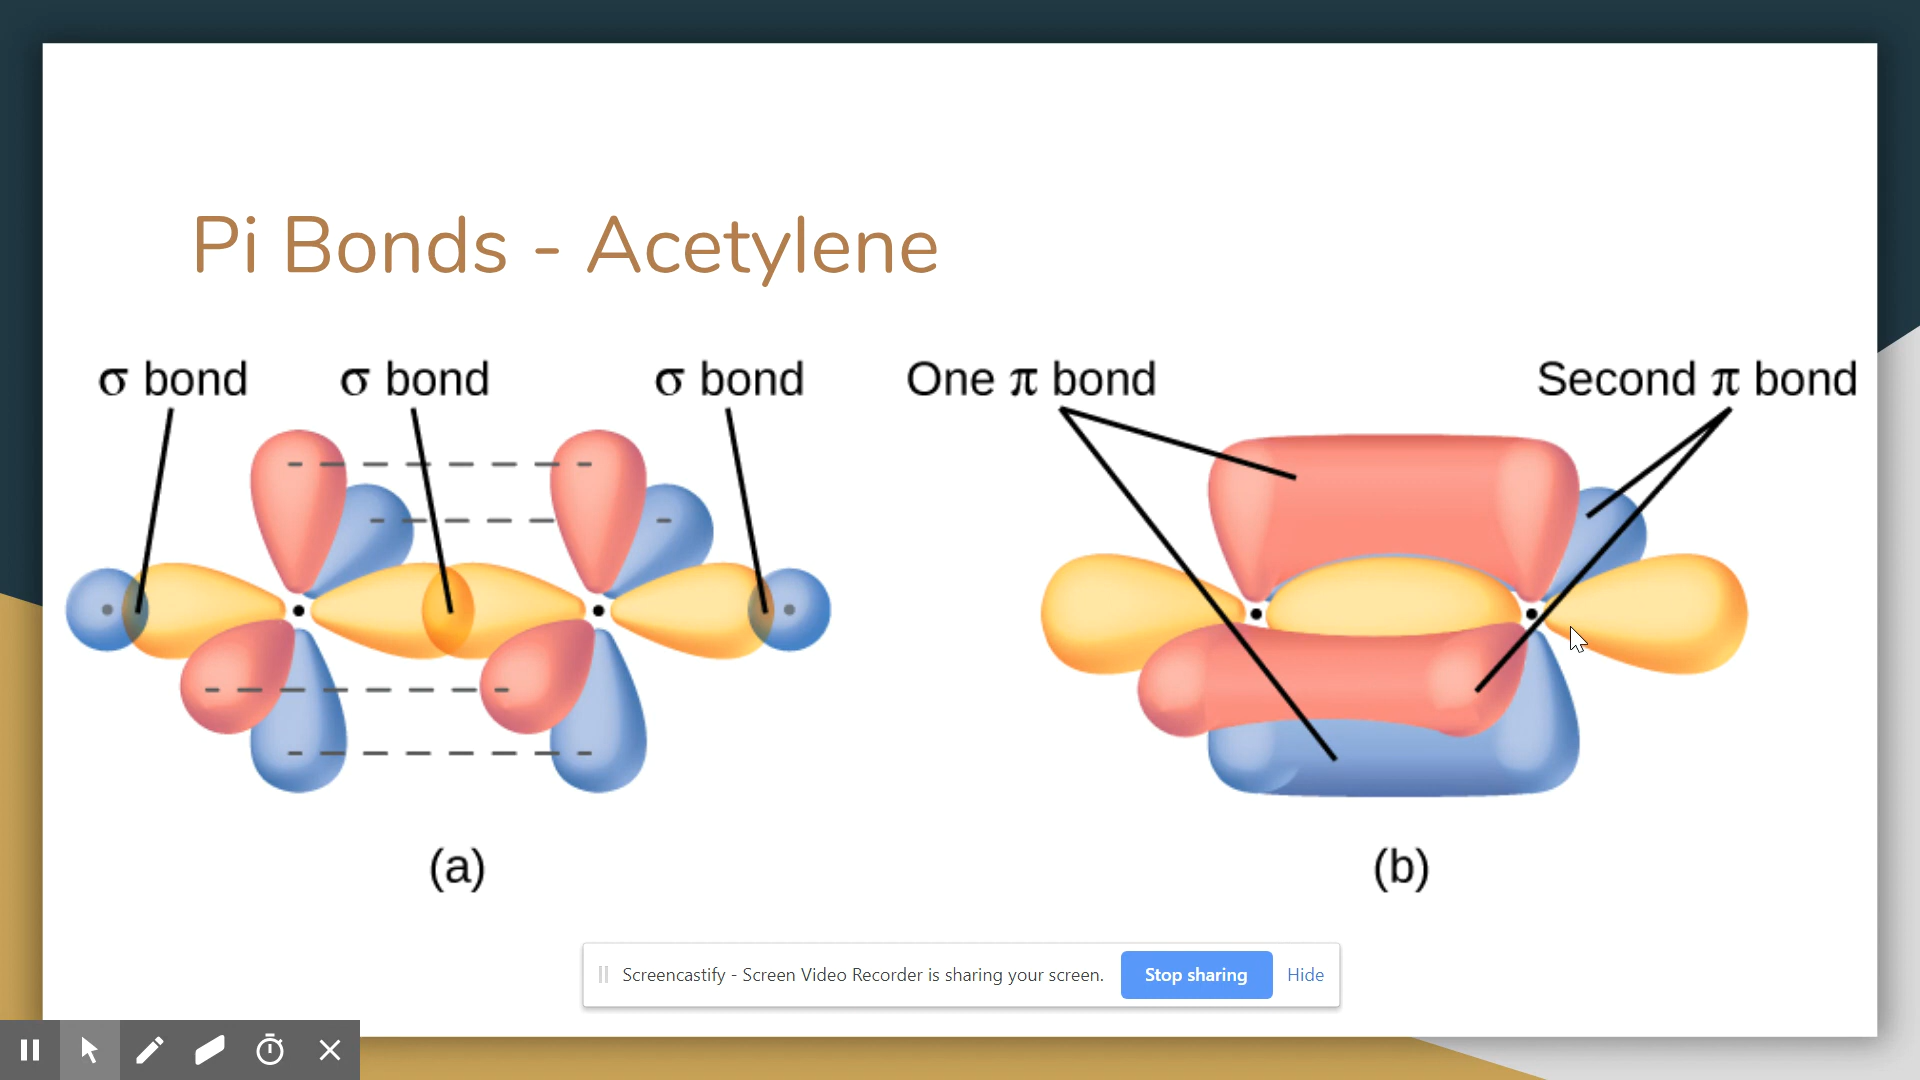 Pi Bonds - Acetylene
σ bond σ bond σ bond One π bond Second π bond
(a) (b)
Screencastify - Screen Video Recorder is sharing your screen. Stop sharing Hide